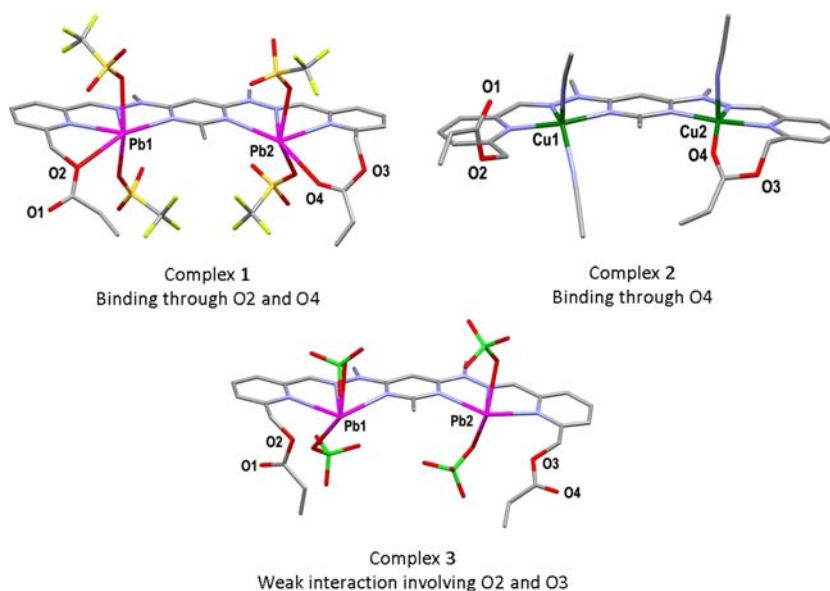 O1
O2
Pb1
Pb2
O3
O4
Complex 1
Binding through O2 and O4
O1
O2
Cu1
Cu2
O4
O3
Complex 2
Binding through O4
O2
O1
Pb1
Pb2
O3
O4
Complex 3
Weak interaction involving O2 and O3